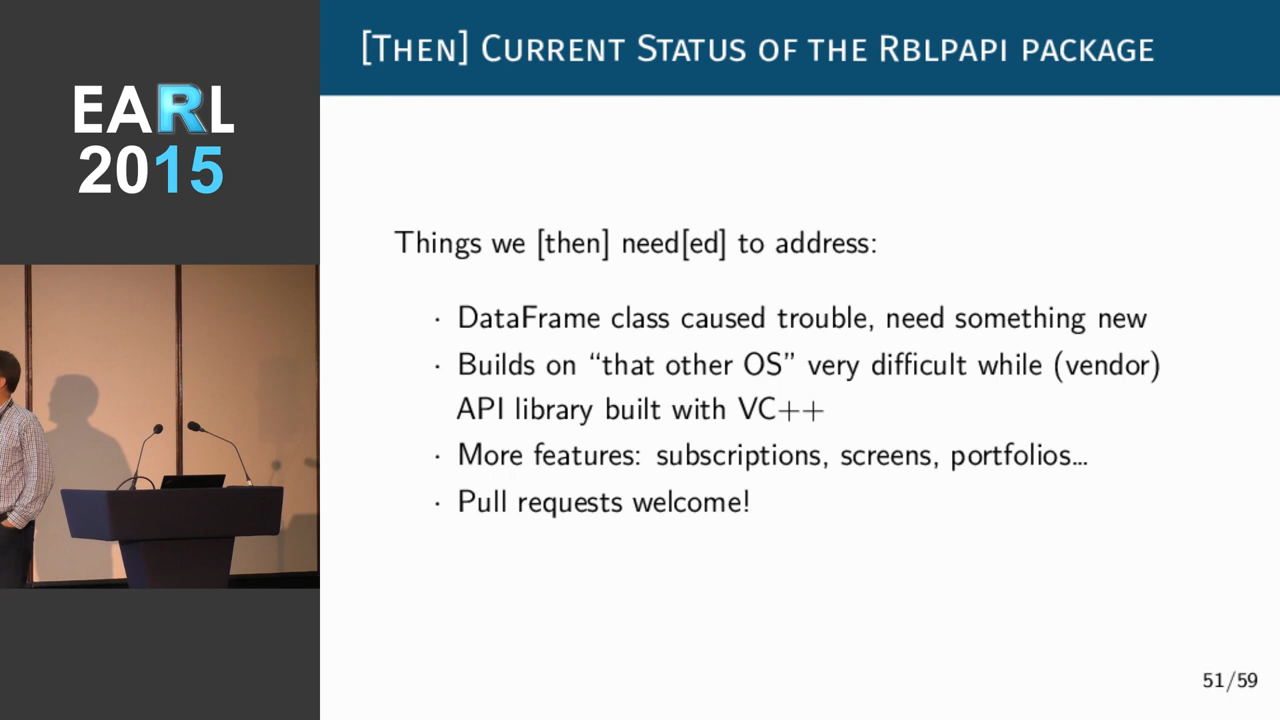 EARL
2015
[Then] Current Status of the Rblpapi package
Things we [then] need[ed] to address:
· DataFrame class caused trouble, need something new
· Builds on “that other OS” very difficult while (vendor)
API library built with VC++
· More features: subscriptions, screens, portfolios...
· Pull requests welcome!
51/59